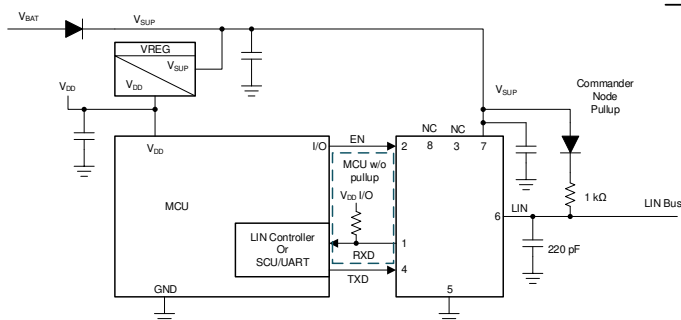 VBAT
VSUP
VREG
VSUP
VDD
VDD
VSUP
Commander
Node
Pullup
VDD
I/O
EN
2
NC
8
NC
3
7
MCU w/o
pullup
VDD I/O
MCU
1 kΩ
LIN
6
LIN Bus
LIN Controller
Or
SCU/UART
1
RXD
220 pF
4
TXD
GND
5